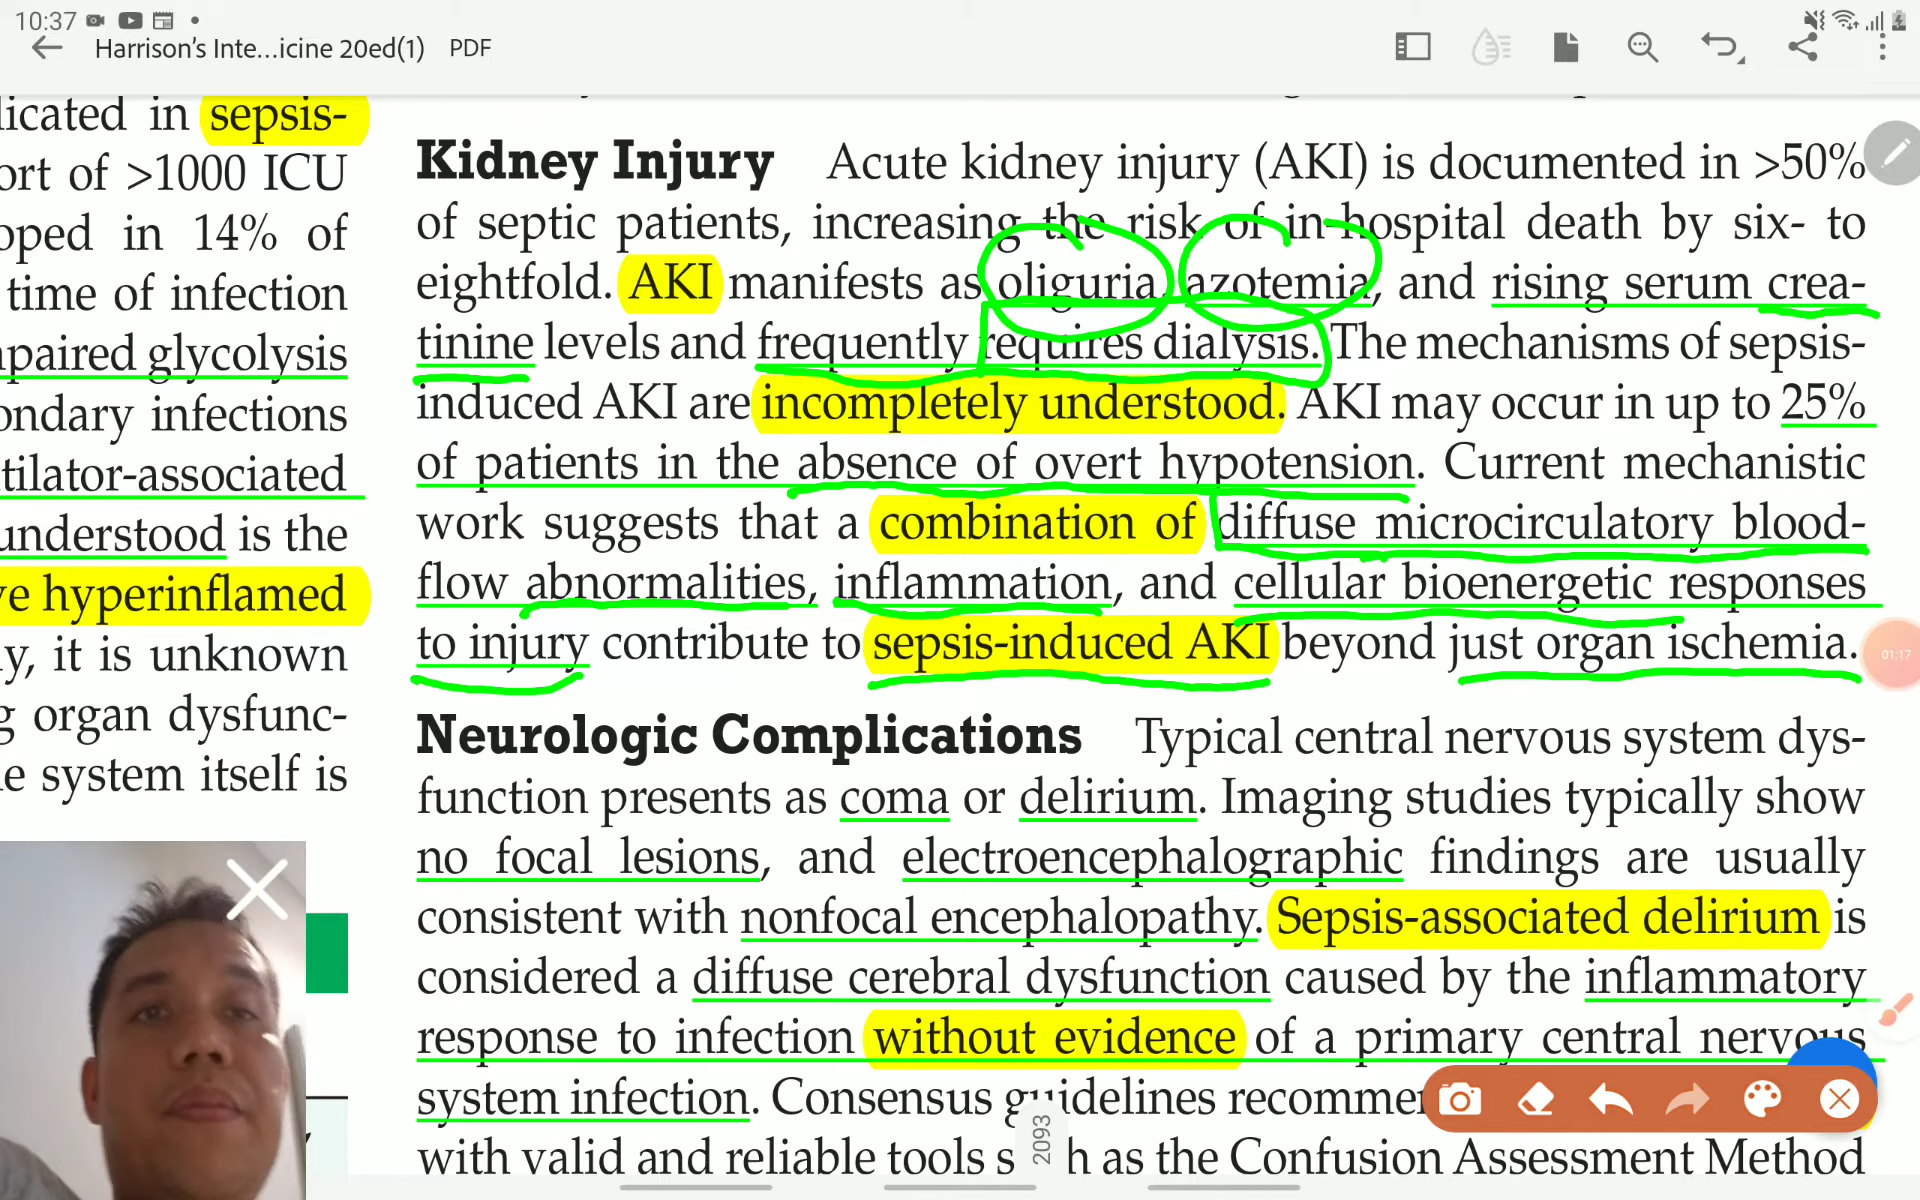 10:37
Harrison's Inte...icine 20ed(1) PDF
licated in sepsis-
ort of >1000 ICU
oped in 14% of
time of infection
paired glycolysis
ondary infections
tilator-associated
understood is the
ve hyperinflamed
ly, it is unknown
g organ dysfunc-
e system itself is
Kidney Injury Acute kidney injury (AKI) is documented in >50%
of septic patients, increasing the risk of in-hospital death by six- to
eightfold. AKI manifests as oliguria, azotemia, and rising serum crea-
tinine levels and frequently requires dialysis. The mechanisms of sepsis-
induced AKI are incompletely understood. AKI may occur in up to 25%
of patients in the absence of overt hypotension. Current mechanistic
work suggests that a combination of diffuse microcirculatory blood-
flow abnormalities, inflammation, and cellular bioenergetic responses
to injury contribute to sepsis-induced AKI beyond just organ ischemia.
Neurologic Complications Typical central nervous system dys-
function presents as coma or delirium. Imaging studies typically show
no focal lesions, and electroencephalographic findings are usually
consistent with nonfocal encephalopathy. Sepsis-associated delirium is
considered a diffuse cerebral dysfunction caused by the inflammatory
response to infection without evidence of a primary central nervous
system infection. Consensus guidelines recommen
with valid and reliable tools s h as the Confusion Assessment Method
01:17
2093